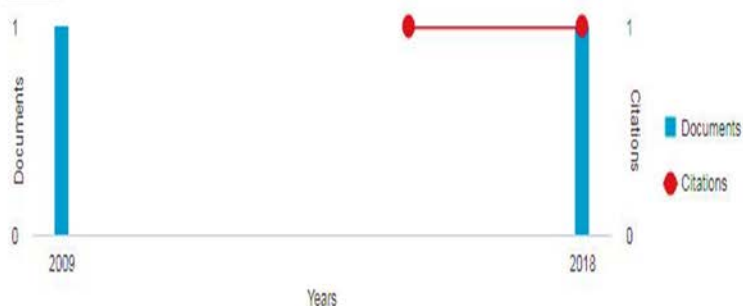 1
1
Documents
Citations
Documents
Citations
0
0
2009
2018
Years